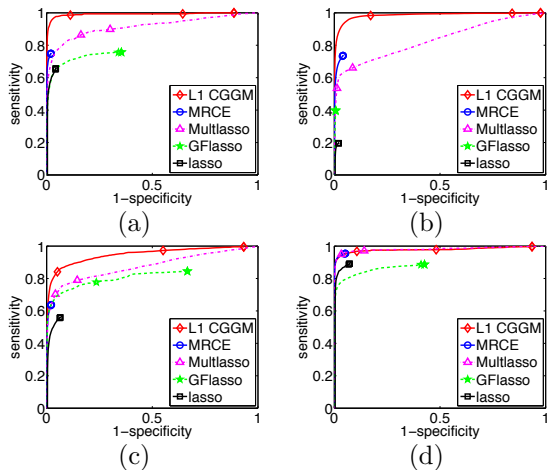 sensitivity
1
0.8
0.6
0.4
0.2
0
0.5
1
1−specificity
L1 CGGM
MRCE
Multlasso
GFlasso
lasso
(a)
sensitivity
1
0.8
0.6
0.4
0.2
0
0
0.5
1
1−specificity
L1 CGGM
MRCE
Multlasso
GFlasso
lasso
(b)
sensitivity
1
0.8
0.6
0.4
0.2
0
0
0.5
1
1−specificity
L1 CGGM
MRCE
Multlasso
GFlasso
lasso
(c)
sensitivity
1
0.8
0.6
0.4
0.2
0
0
0.5
1
1−specificity
L1 CGGM
MRCE
Multlasso
GFlasso
lasso
(d)